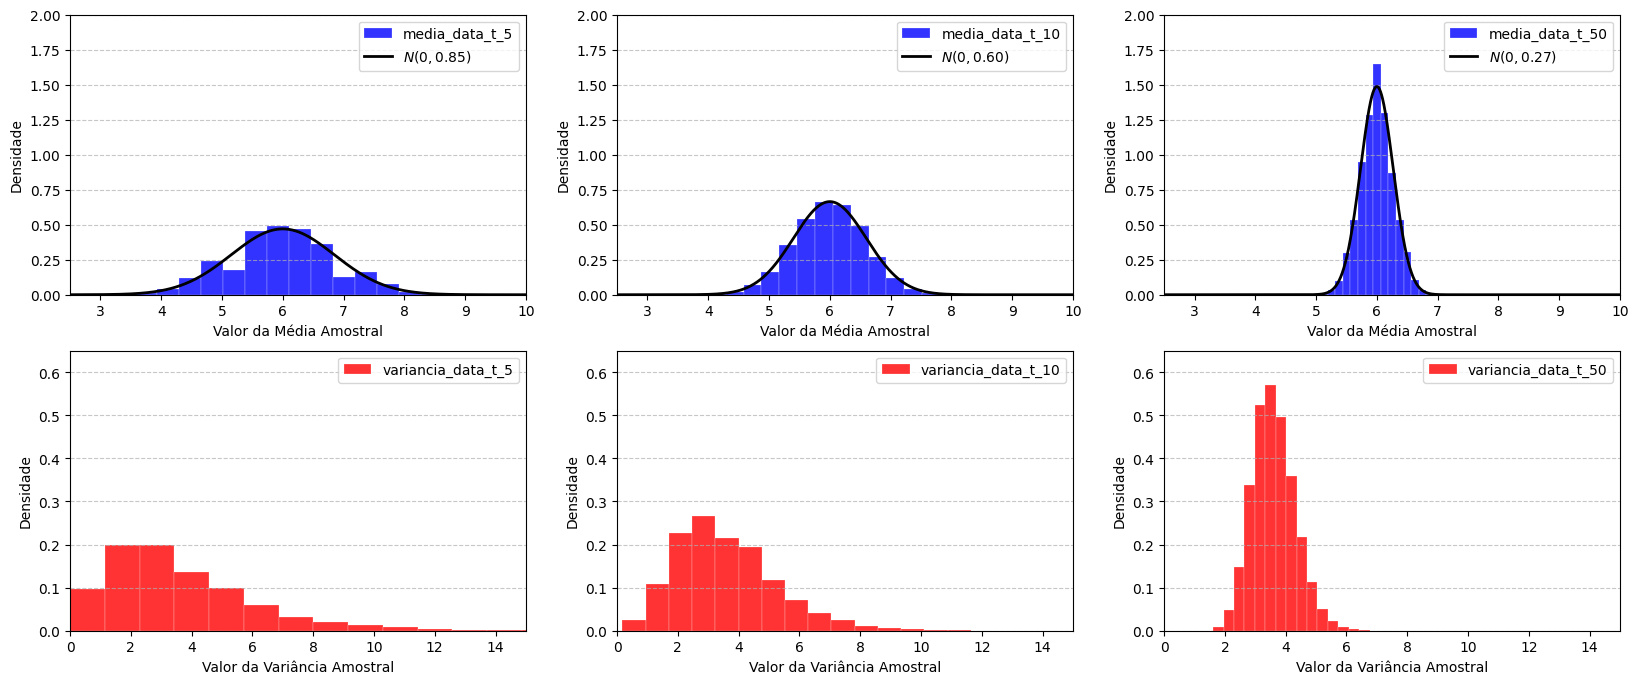 2.00
1.75
1.50
1.25
1.00
0.75
0.50
0.25
0.00
Densidade
media_data_t_5
N(0, 0.85)
3 4 5 6 7 8 9 10
Valor da Média Amostral
2.00
1.75
1.50
1.25
1.00
0.75
0.50
0.25
0.00
Densidade
media_data_t_10
N(0, 0.60)
3 4 5 6 7 8 9 10
Valor da Média Amostral
2.00
1.75
1.50
1.25
1.00
0.75
0.50
0.25
0.00
Densidade
media_data_t_50
N(0, 0.27)
3 4 5 6 7 8 9 10
Valor da Média Amostral
0.6
0.5
0.4
0.3
0.2
0.1
0.0
Densidade
variancia_data_t_5
0 2 4 6 8 10 12 14
Valor da Variância Amostral
0.6
0.5
0.4
0.3
0.2
0.1
0.0
Densidade
variancia_data_t_10
0 2 4 6 8 10 12 14
Valor da Variância Amostral
0.6
0.5
0.4
0.3
0.2
0.1
0.0
Densidade
variancia_data_t_50
0 2 4 6 8 10 12 14
Valor da Variância Amostral